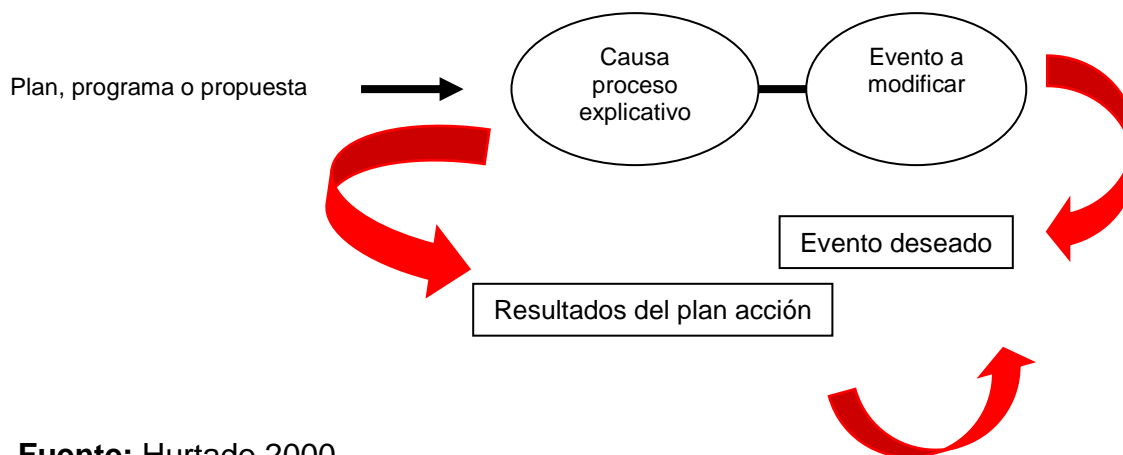 Plan, programa o propuesta
Causa
proceso
explicativo
Evento a
modificar
Evento deseado
Resultados del plan acción
Fuente: Hurtado 2000